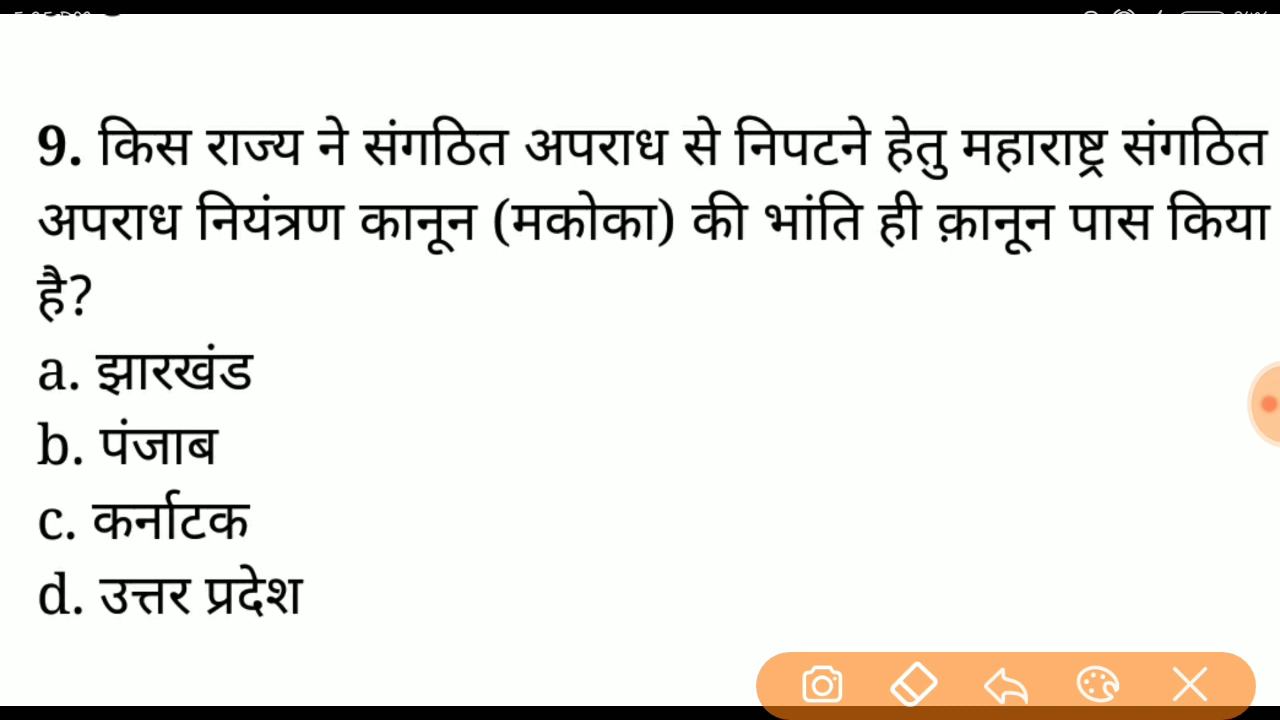 9. किस राज्य ने संगठित अपराध से निपटने हेतु महाराष्ट्र संगठित
अपराध नियंत्रण कानून (मकोका) की भांति ही क़ानून पास किया
है?
a. झारखंड
b. पंजाब
c. कर्नाटक
d. उत्तर प्रदेश